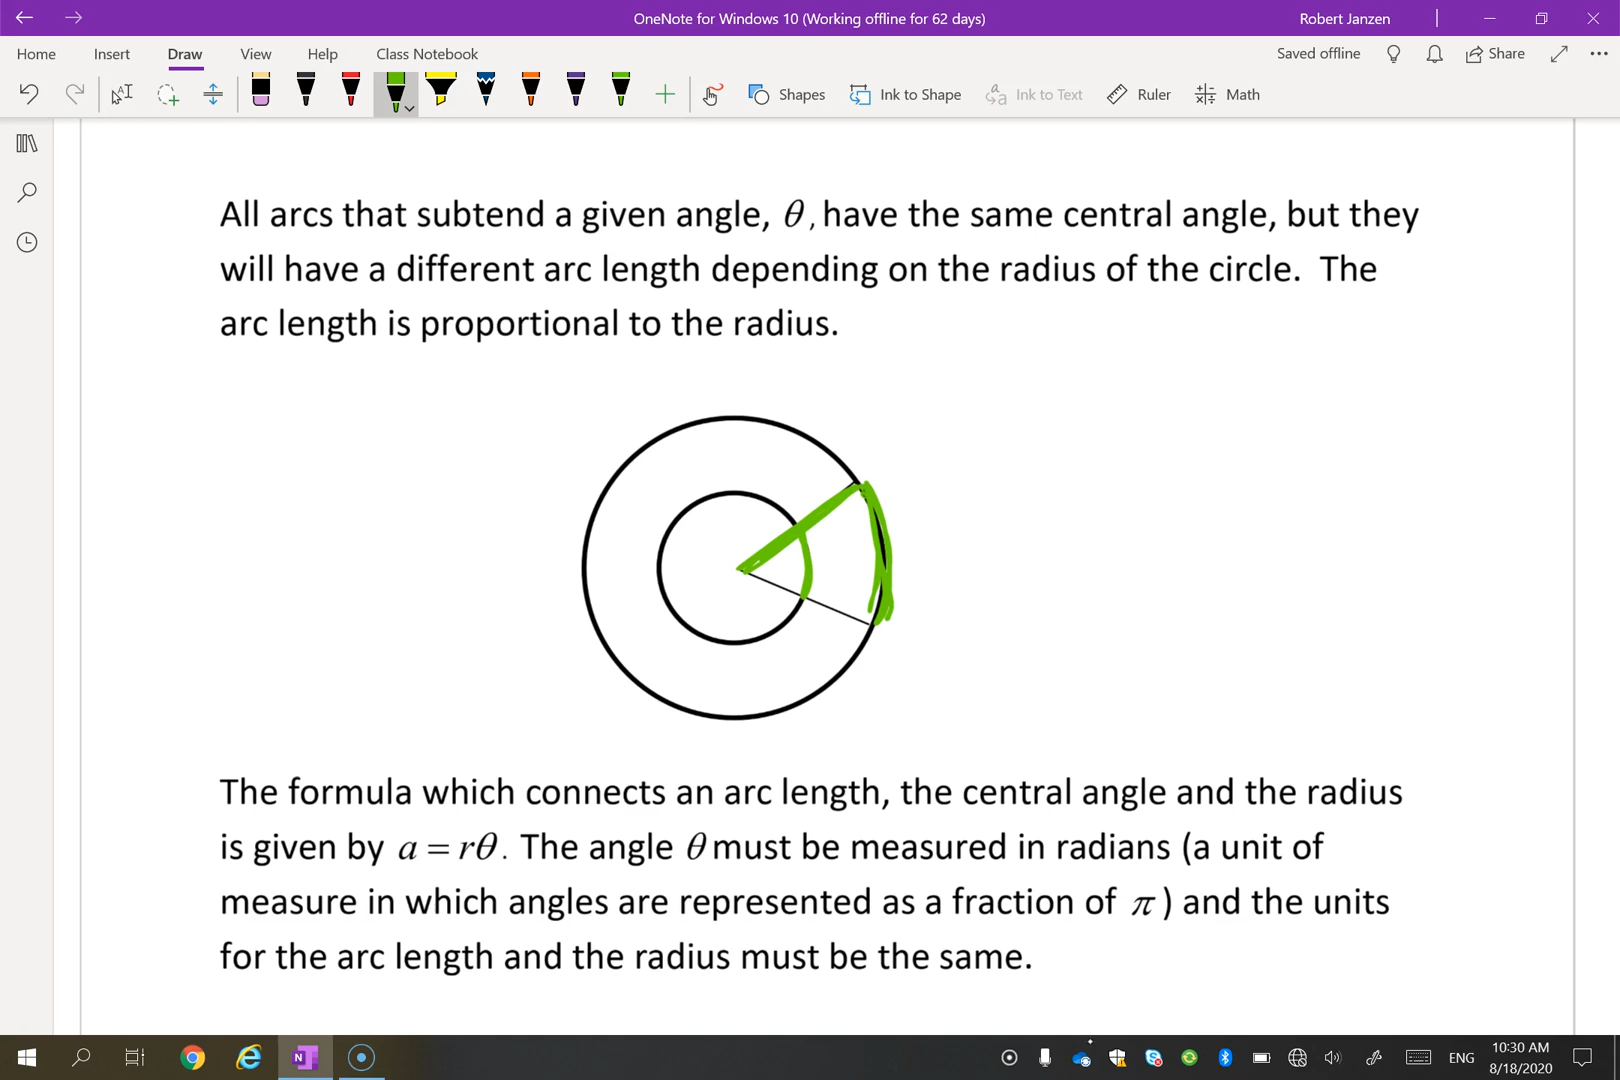 OneNote for Windows 10 (Working offline for 62 days)
Robert Janzen
Home Insert Draw View Help Class Notebook
Saved offline
Share
Shapes Ink to Shape Ink to Text Ruler Math
All arcs that subtend a given angle, θ, have the same central angle, but they
will have a different arc length depending on the radius of the circle. The
arc length is proportional to the radius.
The formula which connects an arc length, the central angle and the radius
is given by a = rθ. The angle θ must be measured in radians (a unit of
measure in which angles are represented as a fraction of π) and the units
for the arc length and the radius must be the same.
ENG
10:30 AM
8/18/2020